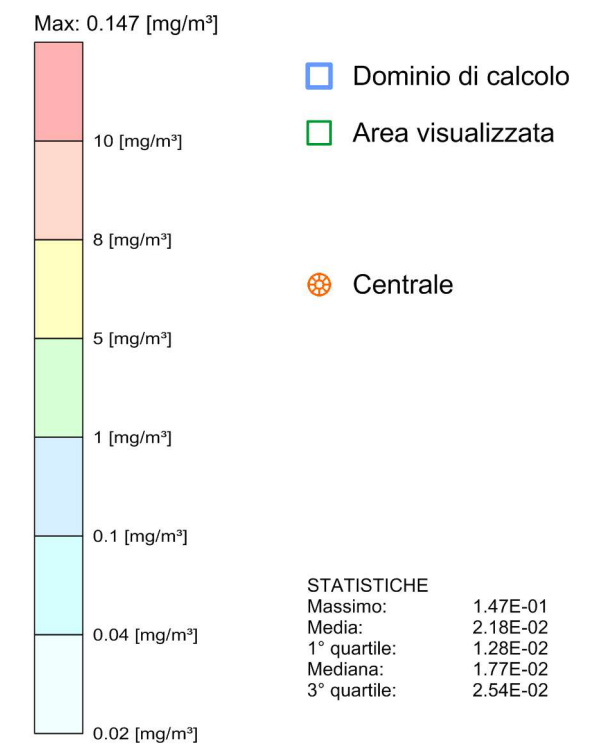 Max: 0.147 [mg/m³]
10 [mg/m³]
8 [mg/m³]
5 [mg/m³]
1 [mg/m³]
0.1 [mg/m³]
0.04 [mg/m³]
0.02 [mg/m³]
Dominio di calcolo
Area visualizzata
Centrale
STATISTICHE
Massimo: 1.47E-01
Media: 2.18E-02
1° quartile: 1.28E-02
Mediana: 1.77E-02
3° quartile: 2.54E-02